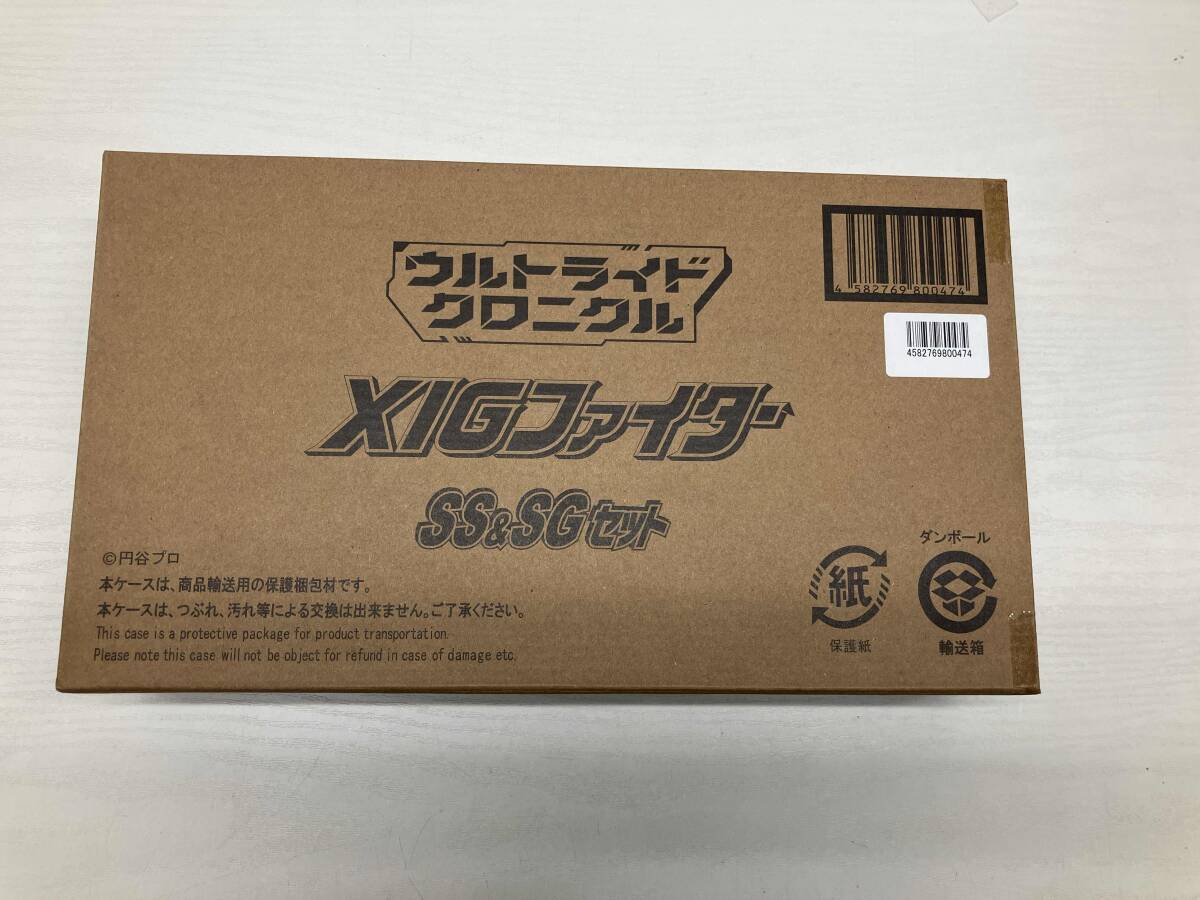 ウルトライド
クロニクル
4 582769 800474
4582769800474
XIGファイター
SS&SGセット
©円谷プロ
本ケースは、商品輸送用の保護梱包材です。
本ケースは、つぶれ、汚れ等による交換は出来ません。ご了承ください。
This case is a protective package for product transportation.
Please note this case will not be object for refund in case of damage etc.
紙
保護紙
ダンボール
輸送箱